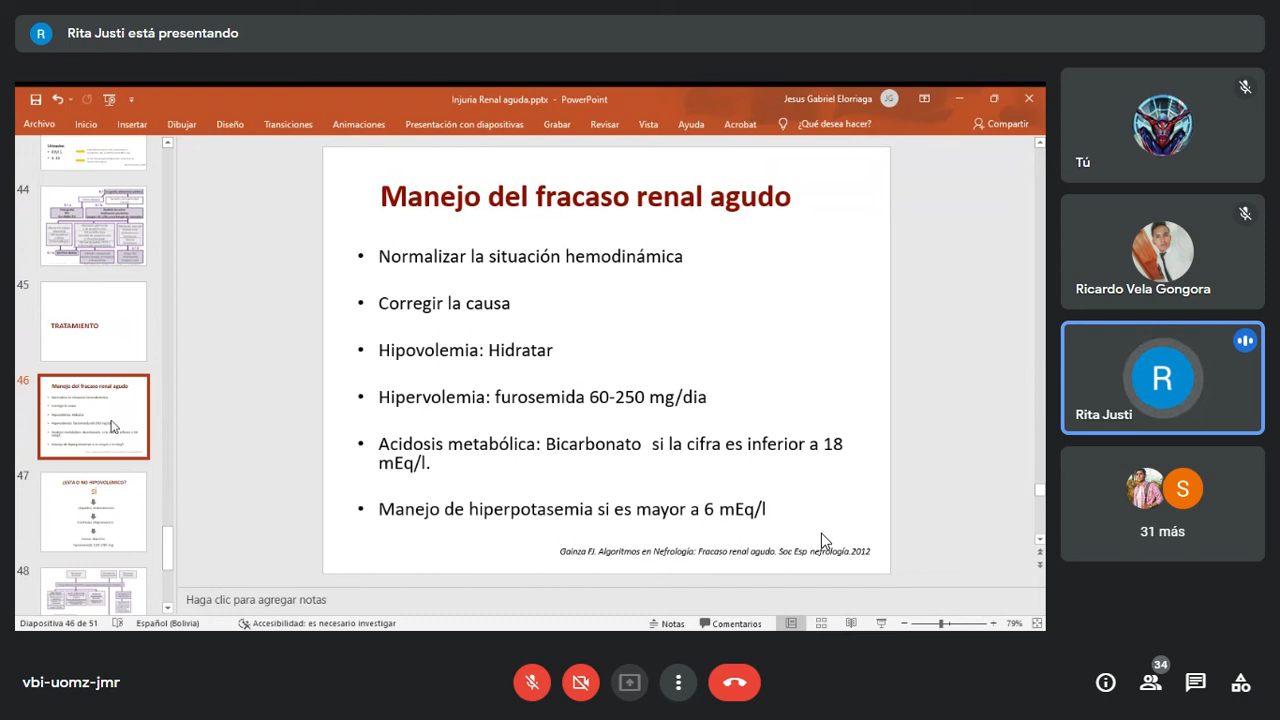 R
Rita Justi está presentando
Injuria Renal aguda.pptx - PowerPoint
Jesus Gabriel Elorriaga
JG
Archivo Inicio Insertar Dibujar Diseño Transiciones Animaciones Presentación con diapositivas Grabar Revisar Vista Ayuda Acrobat ¿Qué desea hacer? Compartir
44
45
TRATAMIENTO
46
Manejo del fracaso renal agudo
47
¿ESTA O NO HIPOVOLEMICO?
SI
48
Manejo del fracaso renal agudo
• Normalizar la situación hemodinámica
• Corregir la causa
• Hipovolemia: Hidratar
• Hipervolemia: furosemida 60-250 mg/dia
• Acidosis metabólica: Bicarbonato si la cifra es inferior a 18
mEq/l.
• Manejo de hiperpotasemia si es mayor a 6 mEq/l
Gainza FJ. Algoritmos en Nefrología: Fracaso renal agudo. Soc Esp nefrología.2012
Haga clic para agregar notas
Diapositiva 46 de 51 Español (Bolivia) Accesibilidad: es necesario investigar Notas Comentarios 79%
Tú
Ricardo Vela Gongora
R
Rita Justi
S
31 más
vbi-uomz-jmr
34